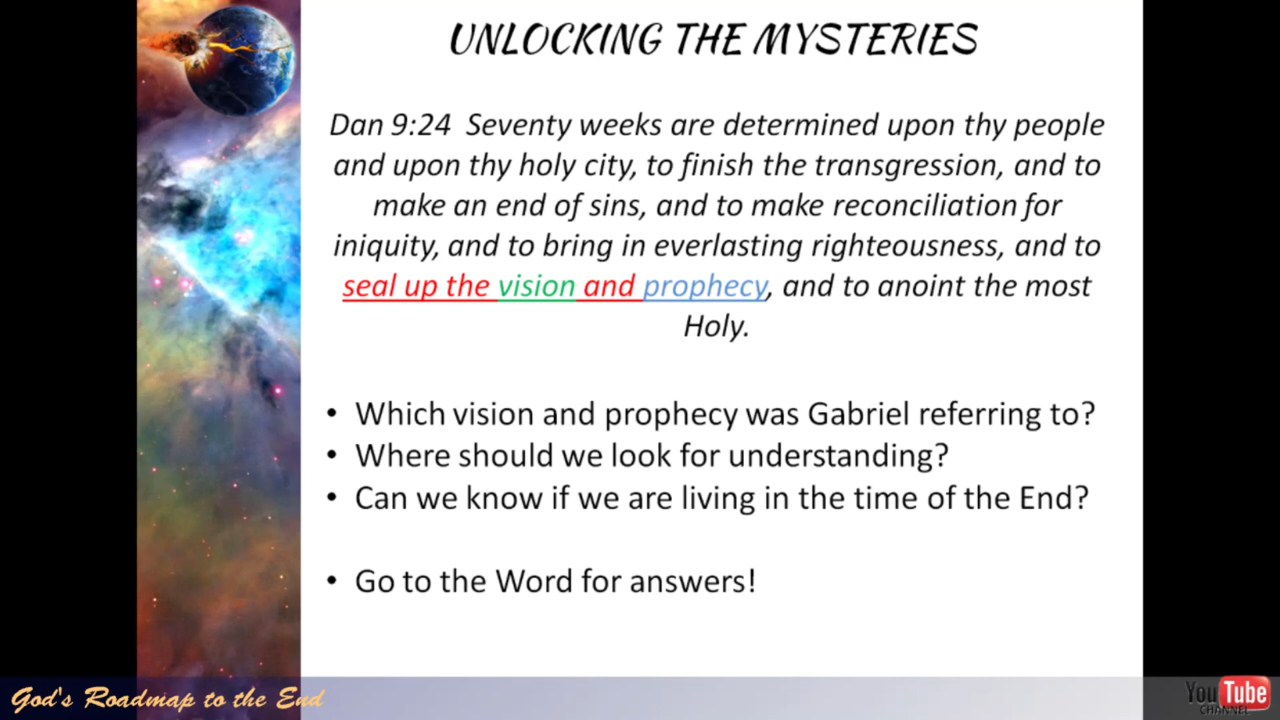 UNLOCKING THE MYSTERIES
Dan 9:24 Seventy weeks are determined upon thy people
and upon thy holy city, to finish the transgression, and to
make an end of sins, and to make reconciliation for
iniquity, and to bring in everlasting righteousness, and to
seal up the vision and prophecy, and to anoint the most
Holy.
• Which vision and prophecy was Gabriel referring to?
• Where should we look for understanding?
• Can we know if we are living in the time of the End?
• Go to the Word for answers!
God's Roadmap to the End
YouTube
CHANNEL